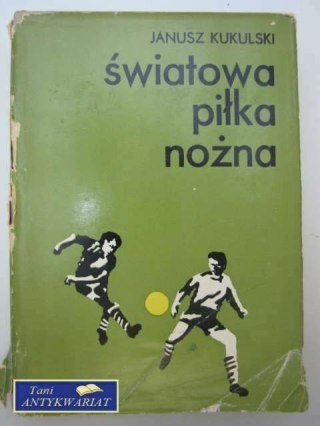 JANUSZ KUKULSKI
światowa
piłka
nożna
Tani
ANTYKWARIAT